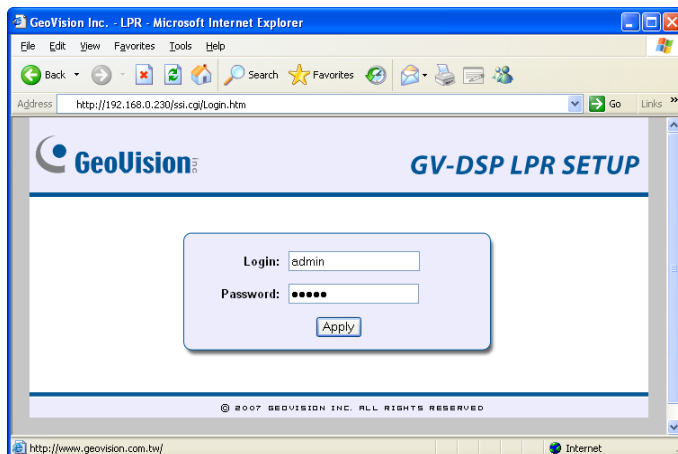 GeoVision Inc. - LPR - Microsoft Internet Explorer
File Edit View Favorites Tools Help
Back Search Favorites
Address http://192.168.0.230/ssi.cgi/Login.htm Go Links »
GeoVision Inc GV-DSP LPR SETUP
Login: admin
Password: ●●●●●
Apply
© 2007 GEOVISION INC. ALL RIGHTS RESERVED
http://www.geovision.com.tw/ Internet